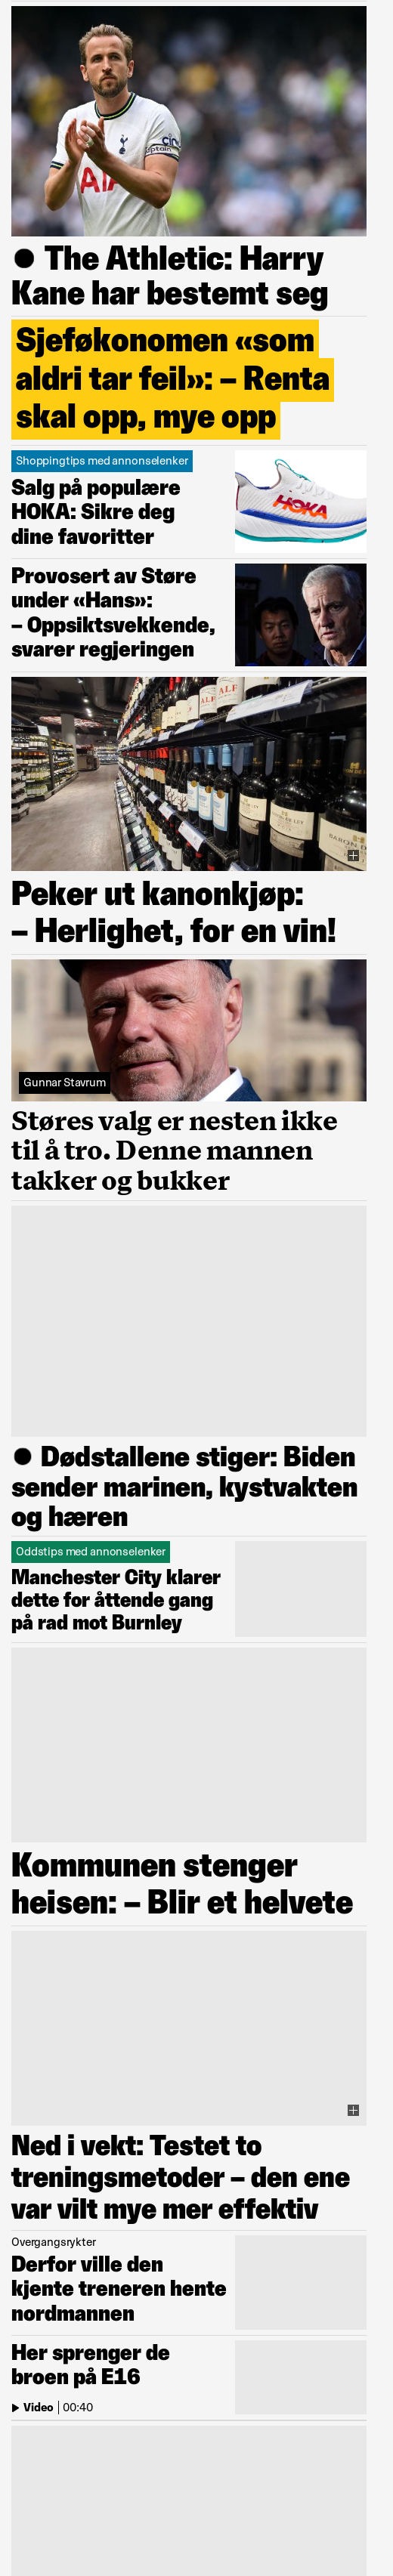 The Athletic: Harry
Kane har bestemt seg
Sjeføkonomen «som
aldri tar feil»: – Renta
skal opp, mye opp
Shoppingtips med annonselenker
Salg på populære
HOKA: Sikre deg
dine favoritter
HOKA
Provosert av Støre
under «Hans»:
– Oppsiktsvekkende,
svarer regjeringen
ALF
Peker ut kanonkjøp:
– Herlighet, for en vin!
Gunnar Stavrum
Støres valg er nesten ikke
til å tro. Denne mannen
takker og bukker
Dødstallene stiger: Biden
sender marinen, kystvakten
og hæren
Oddstips med annonselenker
Manchester City klarer
dette for åttende gang
på rad mot Burnley
Kommunen stenger
heisen: – Blir et helvete
Ned i vekt: Testet to
treningsmetoder – den ene
var vilt mye mer effektiv
Overgangsrykter
Derfor ville den
kjente treneren hente
nordmannen
Her sprenger de
broen på E16
Video | 00:40